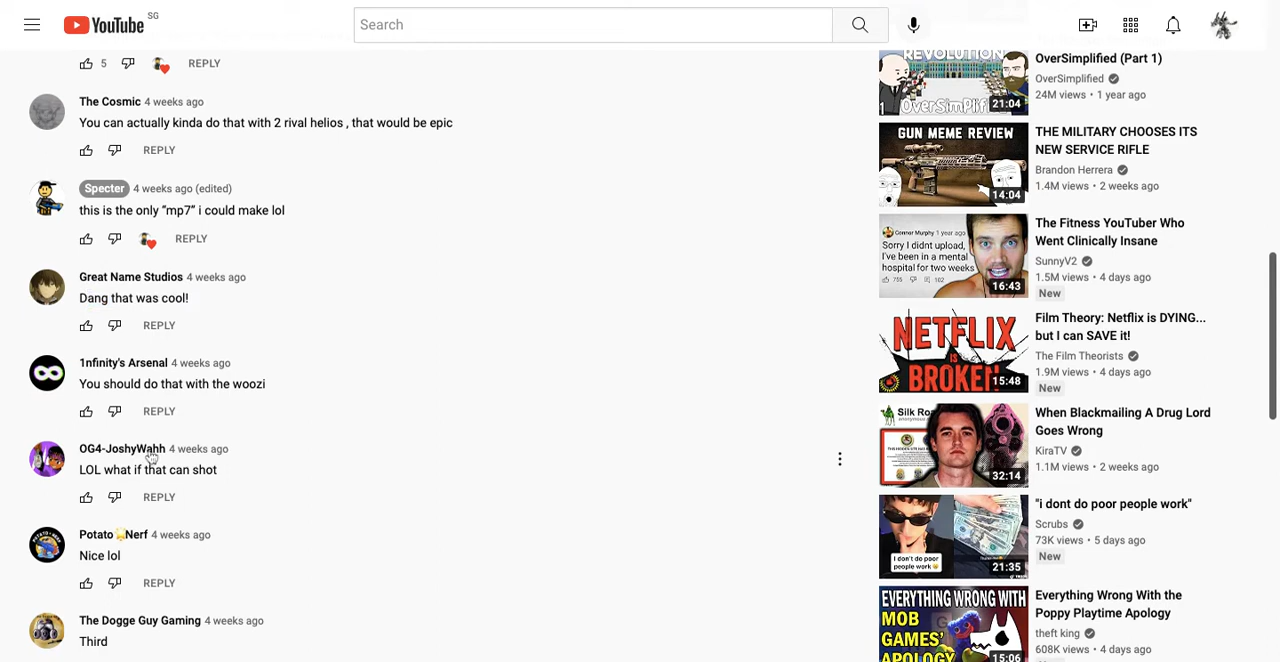 YouTube SG
Search
5 REPLY
The Cosmic 4 weeks ago
You can actually kinda do that with 2 rival helios , that would be epic
REPLY
Specter 4 weeks ago (edited)
this is the only “mp7” i could make lol
REPLY
Great Name Studios 4 weeks ago
Dang that was cool!
REPLY
1nfinity's Arsenal 4 weeks ago
You should do that with the woozi
REPLY
OG4-JoshyWahh 4 weeks ago
LOL what if that can shot
REPLY
Potato Nerf 4 weeks ago
Nice lol
REPLY
The Dogge Guy Gaming 4 weeks ago
Third
REVOLUTION
OverSimplifi
21:04
OverSimplified (Part 1)
OverSimplified
24M views • 1 year ago
GUN MEME REVIEW
14:04
THE MILITARY CHOOSES ITS
NEW SERVICE RIFLE
Brandon Herrera
1.4M views • 2 weeks ago
Connor Murphy 1 year ago
Sorry I didnt upload,
I've been in a mental
hospital for two weeks
16:43
The Fitness YouTuber Who
Went Clinically Insane
SunnyV2
1.5M views • 4 days ago
New
NETFLIX
IS
BROKEN
15:48
Film Theory: Netflix is DYING...
but I can SAVE it!
The Film Theorists
1.9M views • 4 days ago
New
Silk Ro
32:14
When Blackmailing A Drug Lord
Goes Wrong
KiraTV
1.1M views • 2 weeks ago
I don't do poor
people work
21:35
"i dont do poor people work"
Scrubs
73K views • 5 days ago
New
EVERYTHING WRONG WITH
MOB
GAMES'
APOLOGY
15:06
Everything Wrong With the
Poppy Playtime Apology
theft king
608K views • 4 days ago